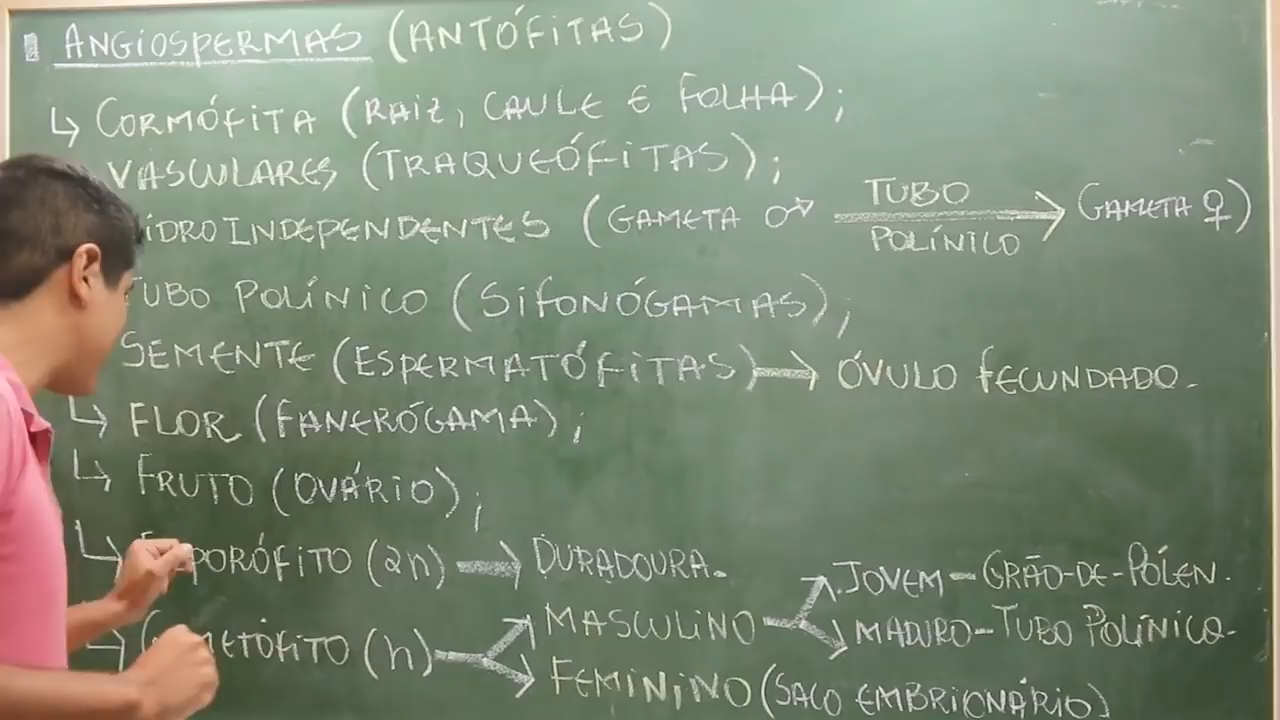 ANGIOSPERMAS (ANTÓFITAS)
↳ CORMÓFITA (RAIZ, CAULE E FOLHA);
VASCULARES (TRAQUEÓFITAS);
IDROINDEPENDENTES (GAMETA ♂ TUBO POLÍNICO → GAMETA ♀)
TUBO POLÍNICO (SIFONÓGAMAS);
SEMENTE (ESPERMATÓFITAS) → ÓVULO FECUNDADO.
↳ FLOR (FANERÓGAMA);
↳ FRUTO (OVÁRIO);
↳ ESPORÓFITO (2n) → DURADOURA.
↳ GAMETÓFITO (n) → MASCULINO → JOVEM - GRÃO-DE-PÓLEN.
MADURO - TUBO POLÍNICO.
FEMININO (SACO EMBRIONÁRIO)